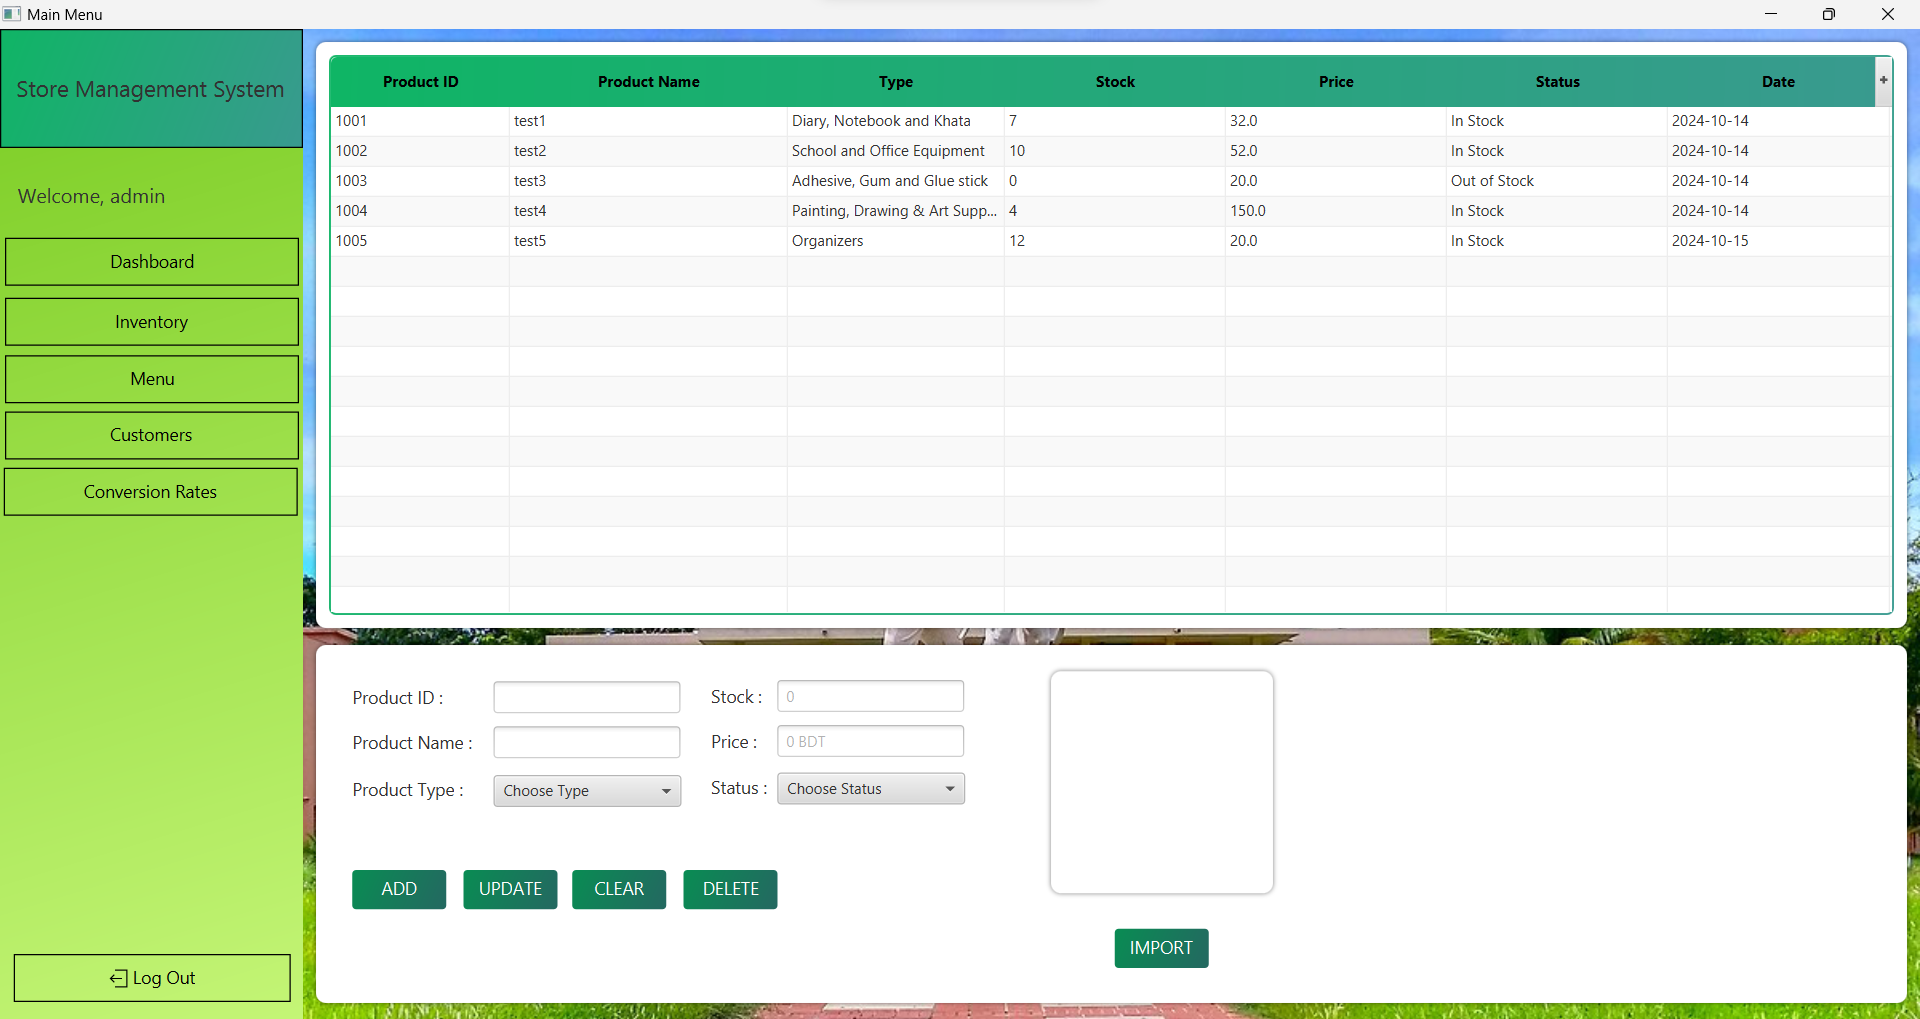 Main Menu
Store Management System
Welcome, admin
Dashboard
Inventory
Menu
Customers
Conversion Rates
Log Out
Product ID Product Name Type Stock Price Status Date +
1001 test1 Diary, Notebook and Khata 7 32.0 In Stock 2024-10-14
1002 test2 School and Office Equipment 10 52.0 In Stock 2024-10-14
1003 test3 Adhesive, Gum and Glue stick 0 20.0 Out of Stock 2024-10-14
1004 test4 Painting, Drawing & Art Supp... 4 150.0 In Stock 2024-10-14
1005 test5 Organizers 12 20.0 In Stock 2024-10-15
Product ID : Stock : 0
Product Name : Price : 0 BDT
Product Type : Choose Type Status : Choose Status
ADD UPDATE CLEAR DELETE
IMPORT